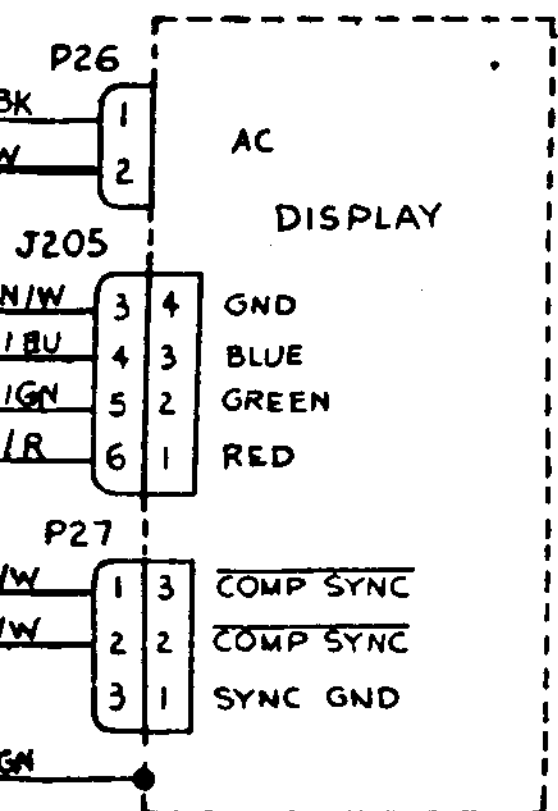 P26
BK 1
W 2
AC
DISPLAY
J205
N/W 3 4 GND
/BU 4 3 BLUE
/GN 5 2 GREEN
/R 6 1 RED
P27
/W 1 3 COMP SYNC
/W 2 2 COMP SYNC
3 1 SYNC GND
GN